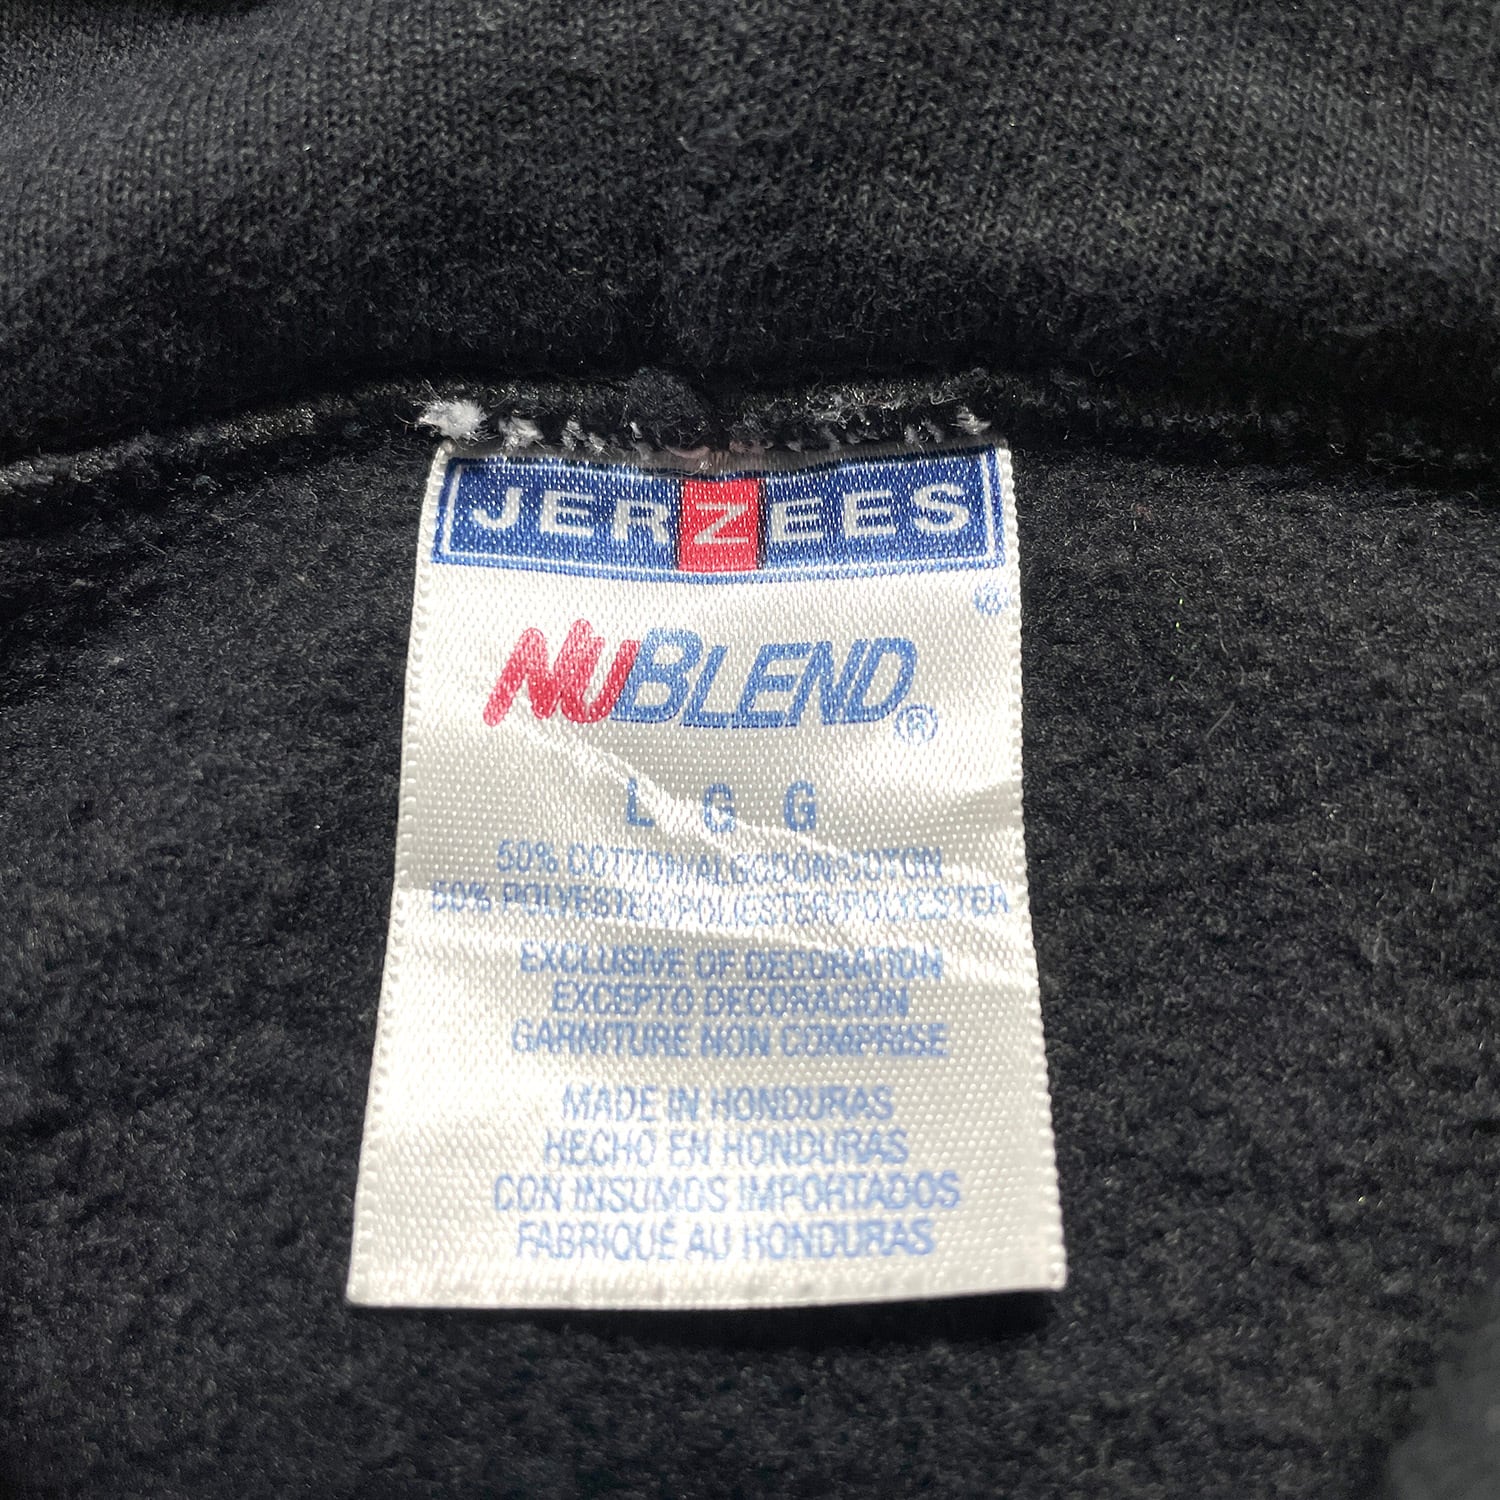 JERZEES
®
NUBLEND®
L G G
50% COTTON/ALGODÓN/COTON
50% POLYESTER/POLIESTER/POLYESTER
EXCLUSIVE OF DECORATION
EXCEPTO DECORACIÓN
GARNITURE NON COMPRISE
MADE IN HONDURAS
HECHO EN HONDURAS
CON INSUMOS IMPORTADOS
FABRIQUÉ AU HONDURAS